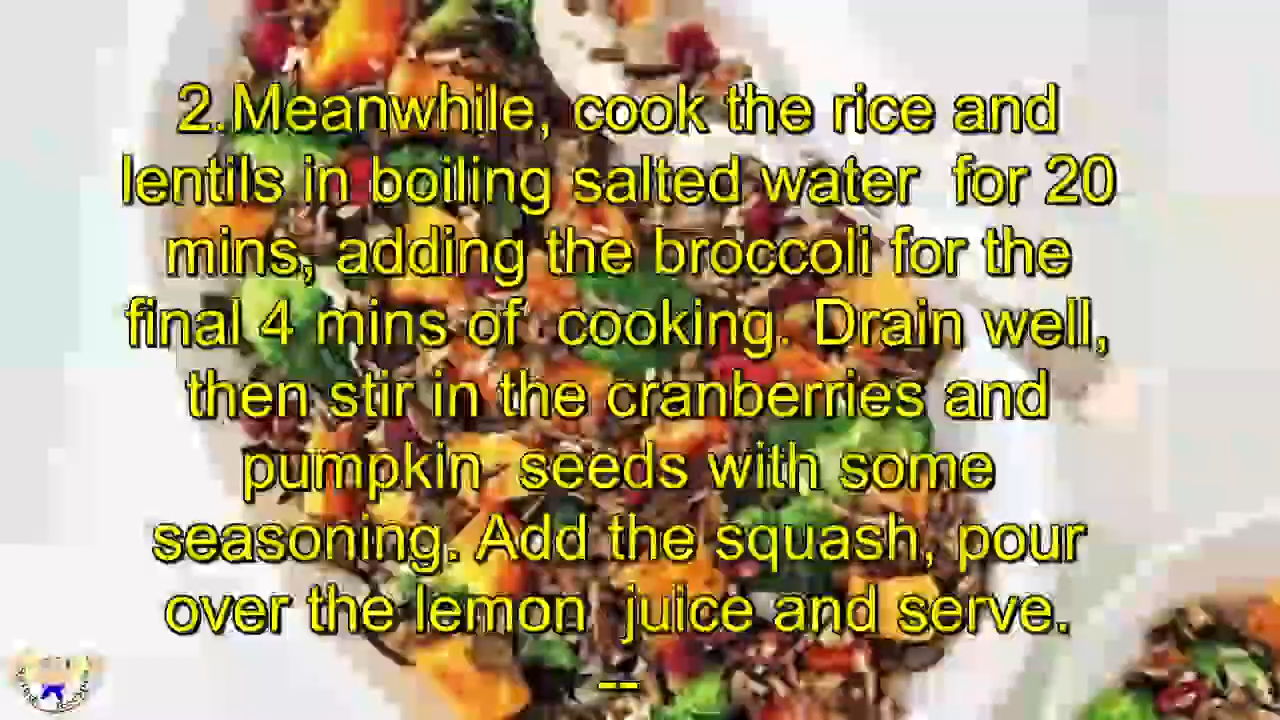 2.Meanwhile, cook the rice and
lentils in boiling salted water  for 20
mins, adding the broccoli for the
final 4 mins of  cooking. Drain well,
then stir in the cranberries and
pumpkin  seeds with some
seasoning. Add the squash, pour
over the lemon  juice and serve.
--